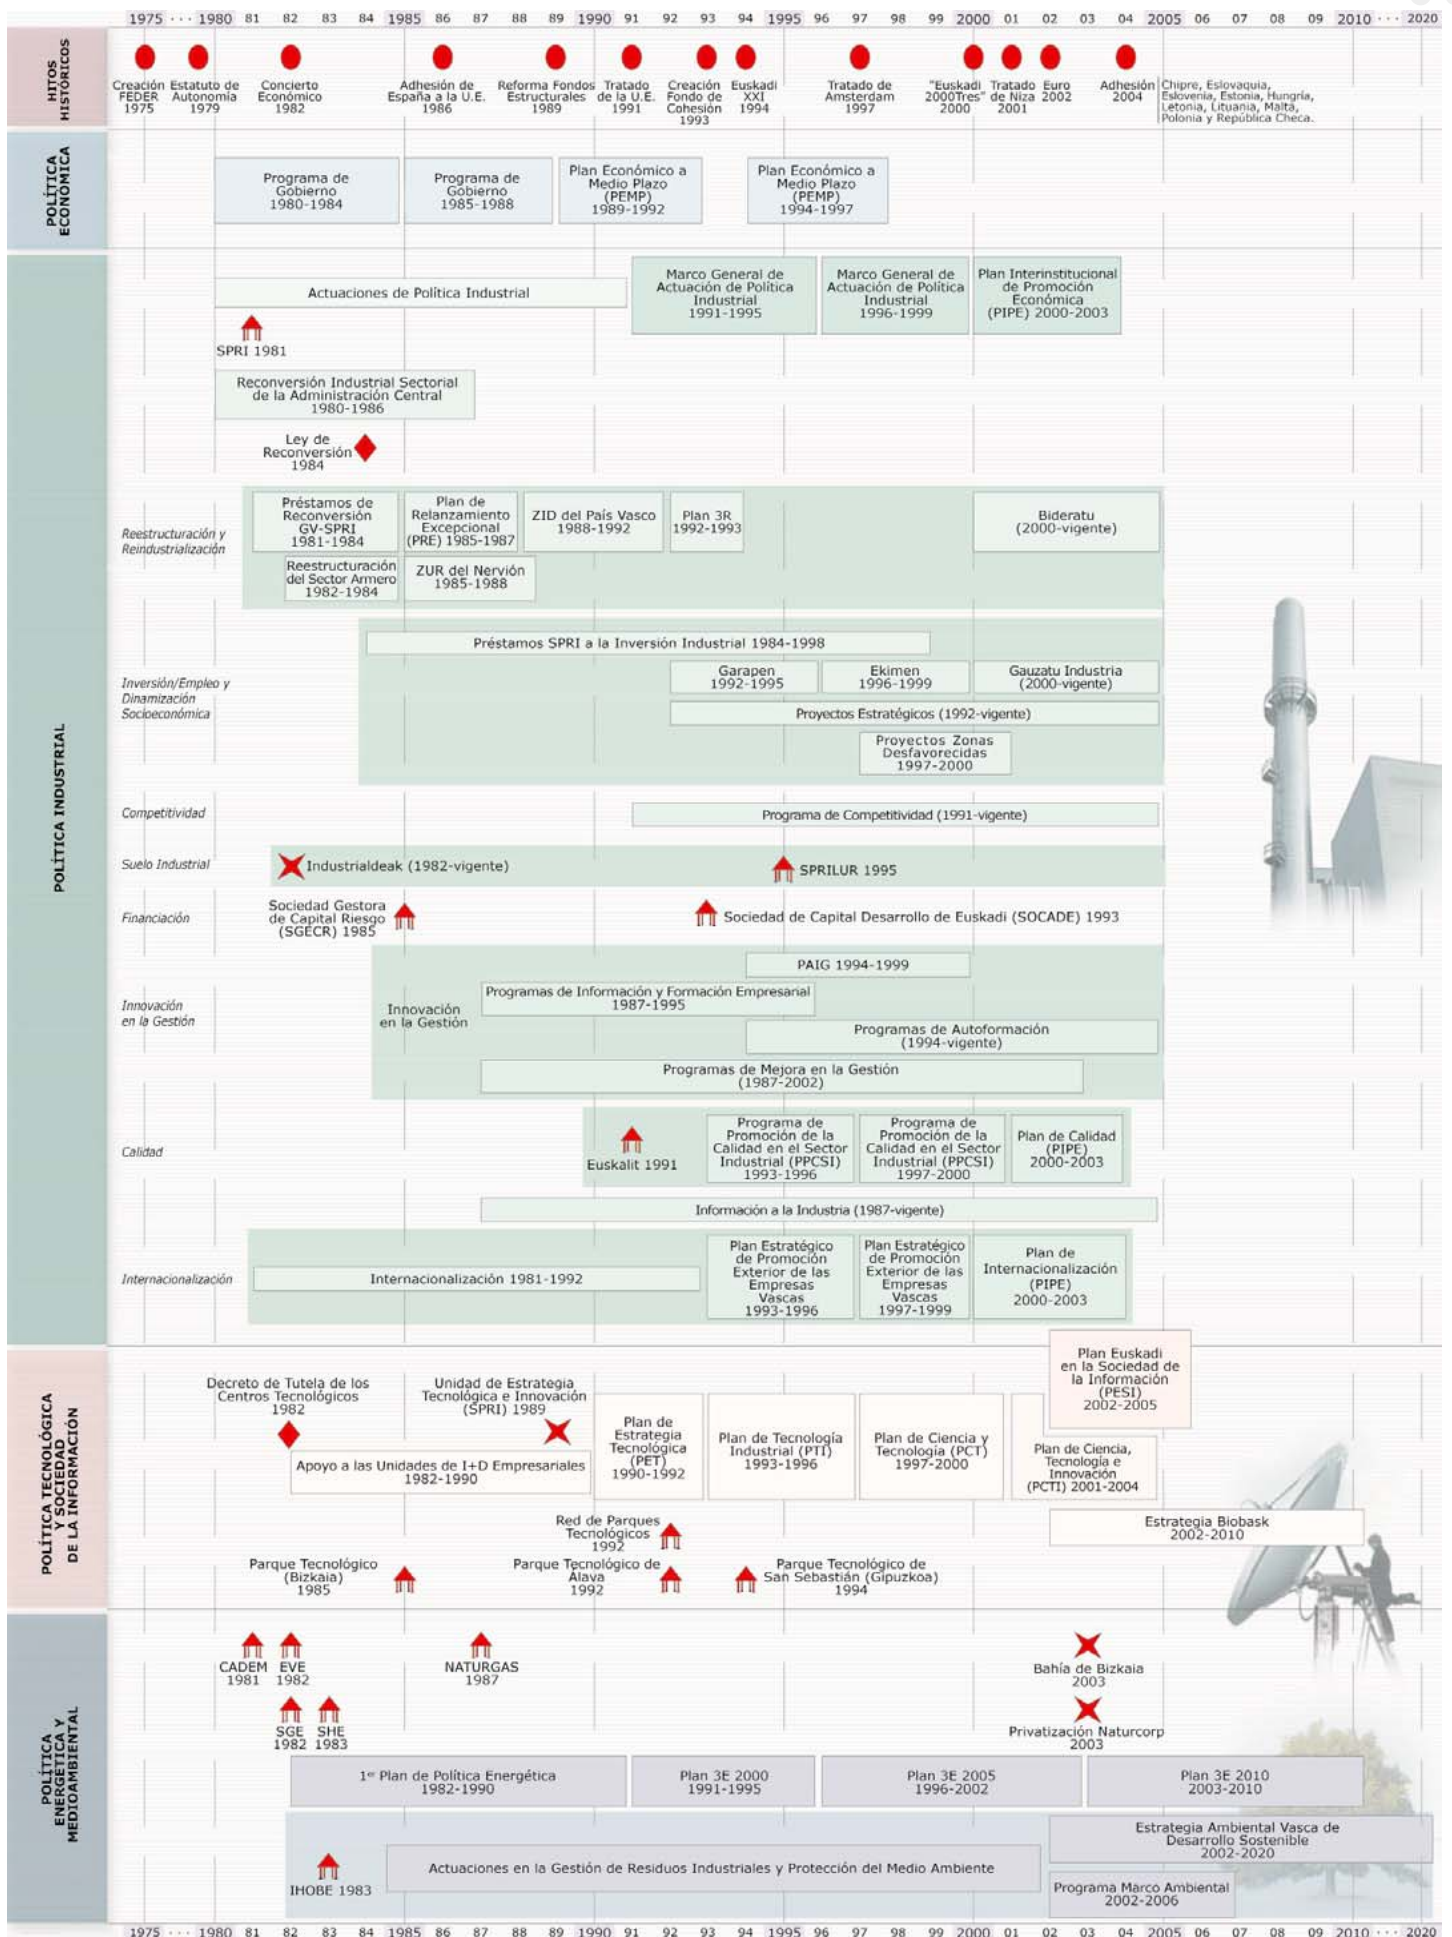 1975 ··· 1980 81 82 83 84 1985 86 87 88 89 1990 91 92 93 94 1995 96 97 98 99 2000 01 02 03 04 2005 06 07 08 09 2010 ··· 2020
HITOS
HISTÓRICOS
Creación
FEDER
1975
Estatuto de
Autonomía
1979
Concierto
Económico
1982
Adhesión de
España a la U.E.
1986
Reforma Fondos
Estructurales
1989
Tratado
de la U.E.
1991
Creación
Fondo de
Cohesión
1993
Euskadi
XXI
1994
Tratado de
Amsterdam
1997
"Euskadi
2000Tres"
2000
Tratado
de Niza
2001
Euro
2002
Adhesión
2004
Chipre, Eslovaquia,
Eslovenia, Estonia, Hungría,
Letonia, Lituania, Malta,
Polonia y República Checa.
POLÍTICA
ECONÓMICA
Programa de
Gobierno
1980-1984
Programa de
Gobierno
1985-1988
Plan Económico a
Medio Plazo
(PEMP)
1989-1992
Plan Económico a
Medio Plazo
(PEMP)
1994-1997
POLÍTICA INDUSTRIAL
Actuaciones de Política Industrial
Marco General de
Actuación de Política
Industrial
1991-1995
Marco General de
Actuación de Política
Industrial
1996-1999
Plan Interinstitucional
de Promoción
Económica
(PIPE) 2000-2003
SPRI 1981
Reconversión Industrial Sectorial
de la Administración Central
1980-1986
Ley de
Reconversión
1984
Reestructuración y
Reindustrialización
Préstamos de
Reconversión
GV-SPRI
1981-1984
Plan de
Relanzamiento
Excepcional
(PRE) 1985-1987
ZID del País Vasco
1988-1992
Plan 3R
1992-1993
Bideratu
(2000-vigente)
Reestructuración
del Sector Armero
1982-1984
ZUR del Nervión
1985-1988
Inversión/Empleo y
Dinamización
Socioeconómica
Préstamos SPRI a la Inversión Industrial 1984-1998
Garapen
1992-1995
Ekimen
1996-1999
Gauzatu Industria
(2000-vigente)
Proyectos Estratégicos (1992-vigente)
Proyectos Zonas
Desfavorecidas
1997-2000
Competitividad
Programa de Competitividad (1991-vigente)
Suelo Industrial
Industrialdeak (1982-vigente)
SPRILUR 1995
Financiación
Sociedad Gestora
de Capital Riesgo
(SGECR) 1985
Sociedad de Capital Desarrollo de Euskadi (SOCADE) 1993
Innovación
en la Gestión
Innovación
en la Gestión
PAIG 1994-1999
Programas de Información y Formación Empresarial
1987-1995
Programas de Autoformación
(1994-vigente)
Programas de Mejora en la Gestión
(1987-2002)
Calidad
Euskalit 1991
Programa de
Promoción de la
Calidad en el Sector
Industrial (PPCSI)
1993-1996
Programa de
Promoción de la
Calidad en el Sector
Industrial (PPCSI)
1997-2000
Plan de Calidad
(PIPE)
2000-2003
Información a la Industria (1987-vigente)
Internacionalización
Internacionalización 1981-1992
Plan Estratégico
de Promoción
Exterior de las
Empresas
Vascas
1993-1996
Plan Estratégico
de Promoción
Exterior de las
Empresas
Vascas
1997-1999
Plan de
Internacionalización
(PIPE)
2000-2003
POLÍTICA TECNOLÓGICA
Y SOCIEDAD
DE LA INFORMACIÓN
Plan Euskadi
en la Sociedad de
la Información
(PESI)
2002-2005
Decreto de Tutela de los
Centros Tecnológicos
1982
Unidad de Estrategia
Tecnológica e Innovación
(SPRI) 1989
Apoyo a las Unidades de I+D Empresariales
1982-1990
Plan de
Estrategia
Tecnológica
(PET)
1990-1992
Plan de Tecnología
Industrial (PTI)
1993-1996
Plan de Ciencia y
Tecnología (PCT)
1997-2000
Plan de Ciencia,
Tecnología e
Innovación
(PCTI) 2001-2004
Red de Parques
Tecnológicos
1992
Estrategia Biobask
2002-2010
Parque Tecnológico
(Bizkaia)
1985
Parque Tecnológico de
Álava
1992
Parque Tecnológico de
San Sebastián (Gipuzkoa)
1994
POLÍTICA
ENERGÉTICA Y
MEDIOAMBIENTAL
CADEM
1981
EVE
1982
NATURGAS
1987
Bahía de Bizkaia
2003
SGE
1982
SHE
1983
Privatización Naturcorp
2003
1er Plan de Política Energética
1982-1990
Plan 3E 2000
1991-1995
Plan 3E 2005
1996-2002
Plan 3E 2010
2003-2010
Estrategia Ambiental Vasca de
Desarrollo Sostenible
2002-2020
IHOBE 1983
Actuaciones en la Gestión de Residuos Industriales y Protección del Medio Ambiente
Programa Marco Ambiental
2002-2006
1975 ··· 1980 81 82 83 84 1985 86 87 88 89 1990 91 92 93 94 1995 96 97 98 99 2000 01 02 03 04 2005 06 07 08 09 2010 ··· 2020